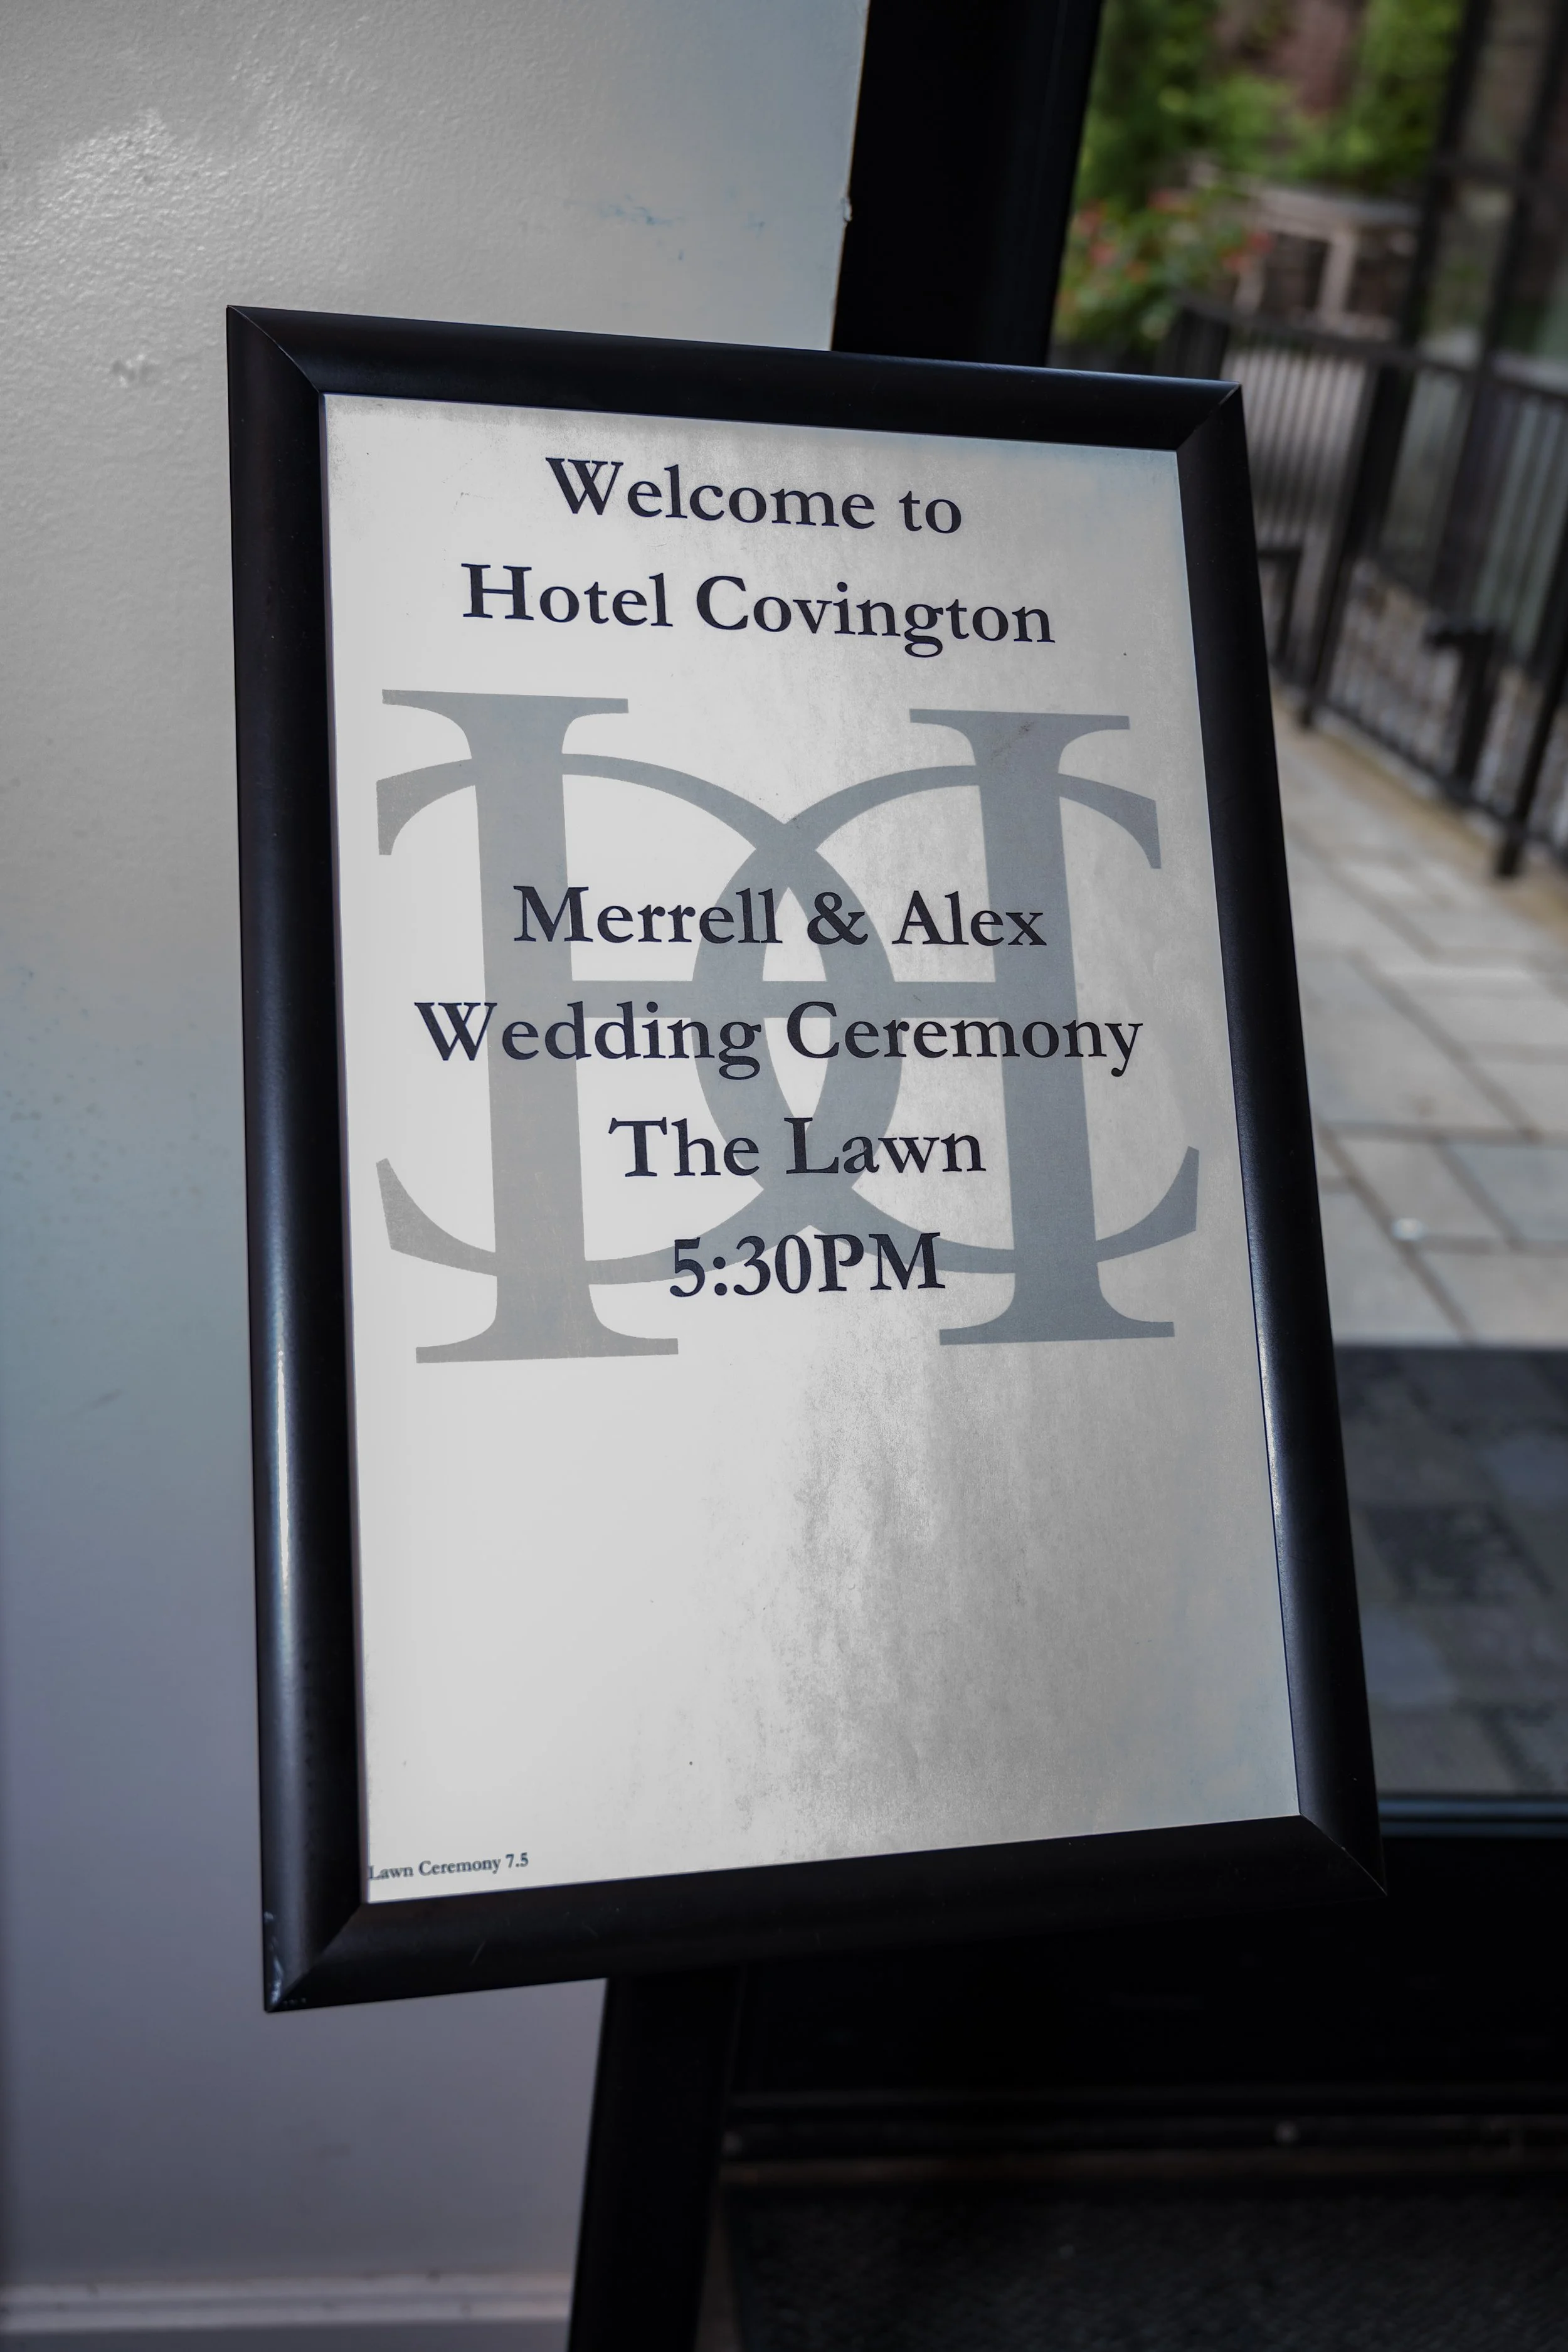 Welcome to
Hotel Covington
Merrell & Alex
Wedding Ceremony
The Lawn
5:30PM
Lawn Ceremony 7.5